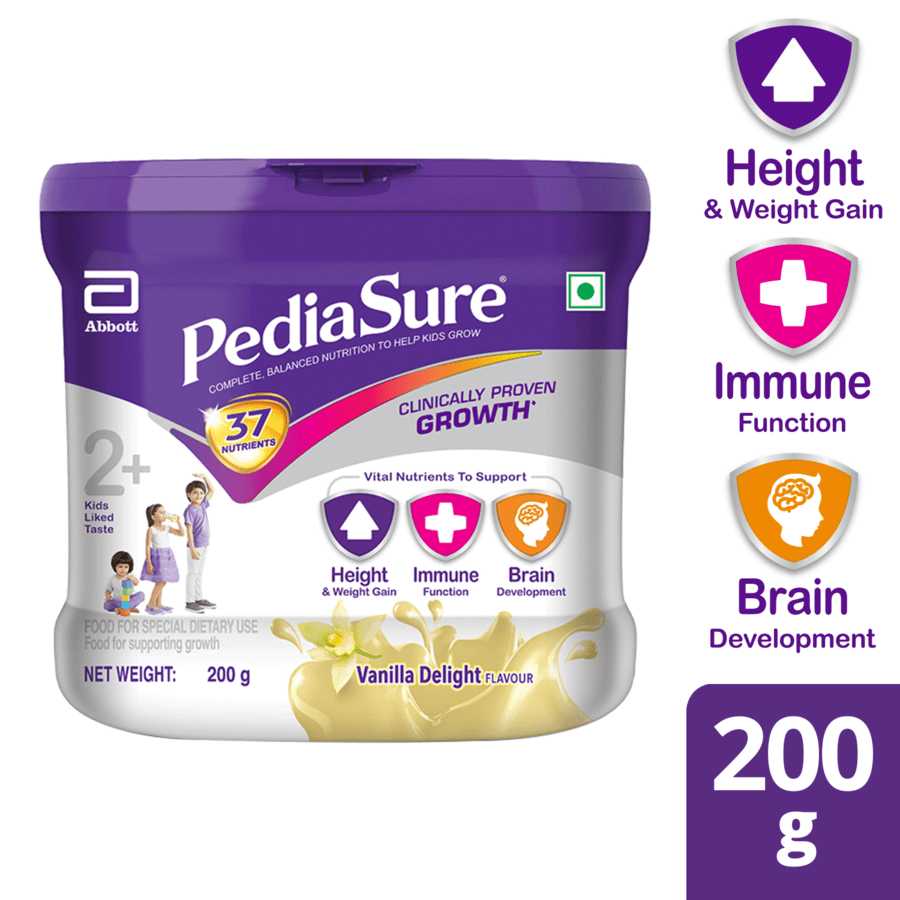 Abbott
PediaSure®
COMPLETE, BALANCED NUTRITION TO HELP KIDS GROW
37
NUTRIENTS
CLINICALLY PROVEN
GROWTH*
2+
Kids
Liked
Taste
Vital Nutrients To Support
Height
& Weight Gain
Immune
Function
Brain
Development
FOOD FOR SPECIAL DIETARY USE
Food for supporting growth
NET WEIGHT: 200 g
Vanilla Delight FLAVOUR
Height
& Weight Gain
Immune
Function
Brain
Development
200
g